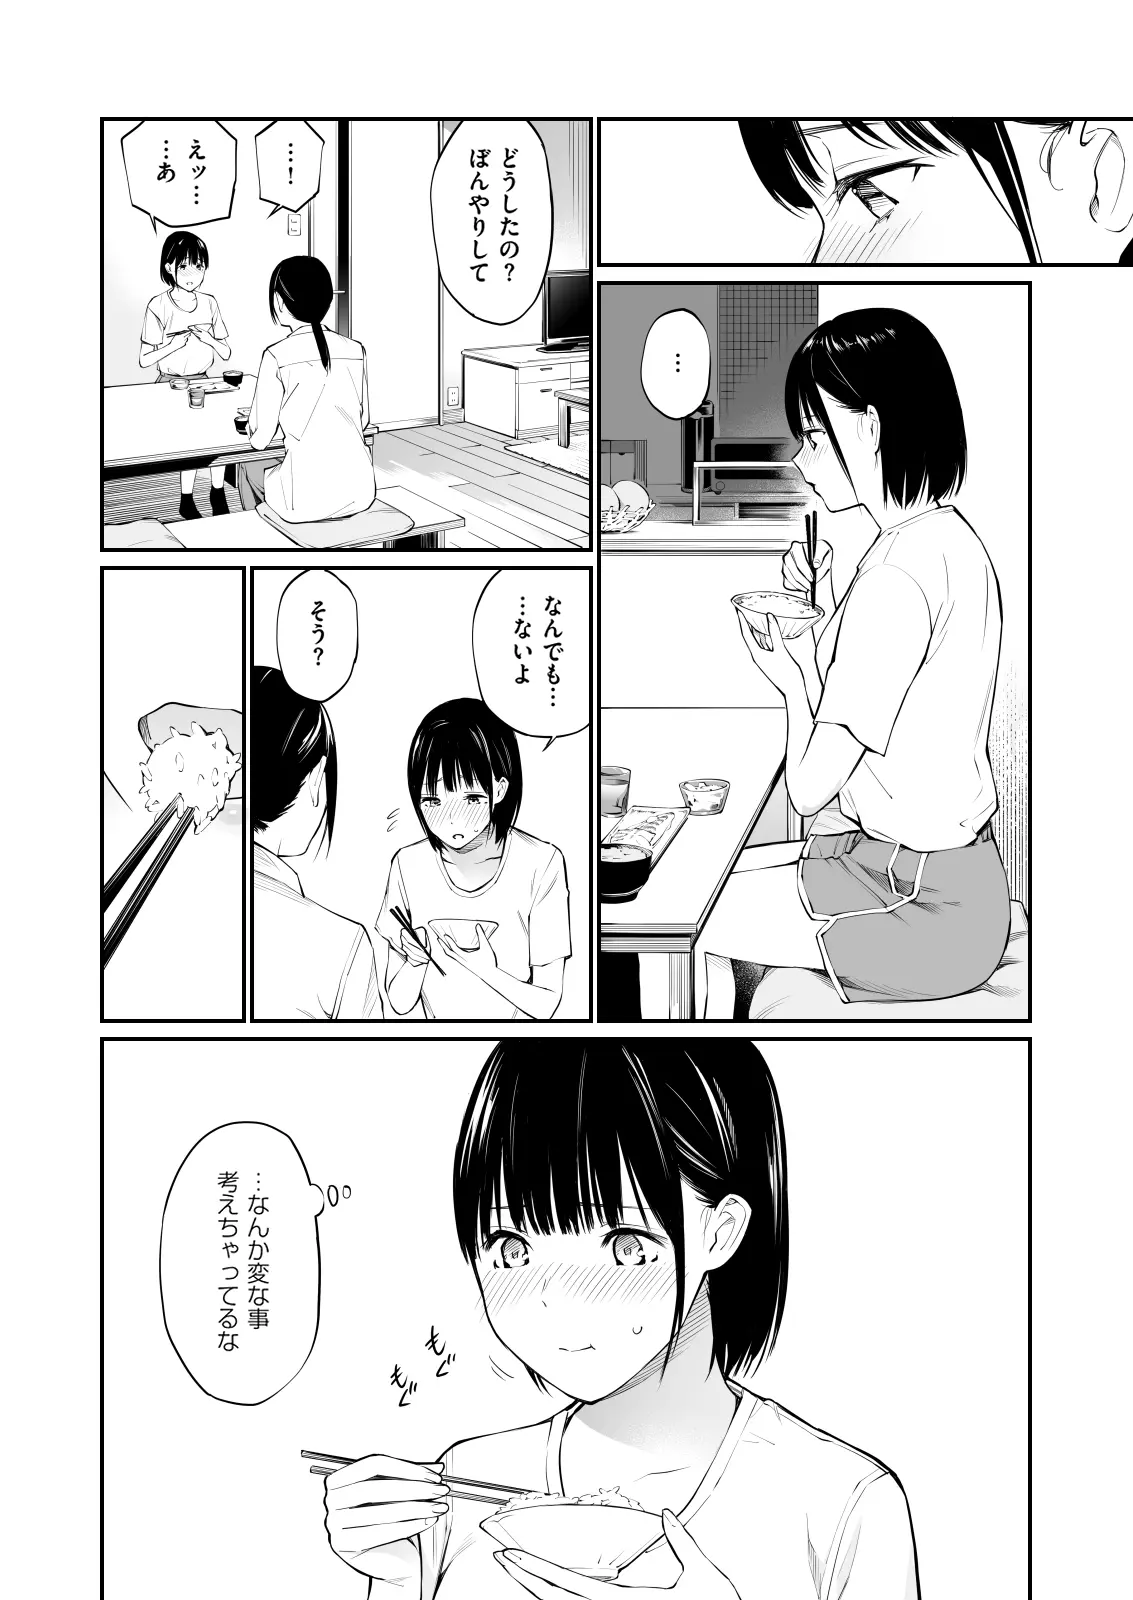 …
どうしたの？
ぼんやりして
…！
えッ…
…あ
なんでも…
…ないよ
そう？
…なんか変な事
考えちゃってるな
もぐ
もぐ